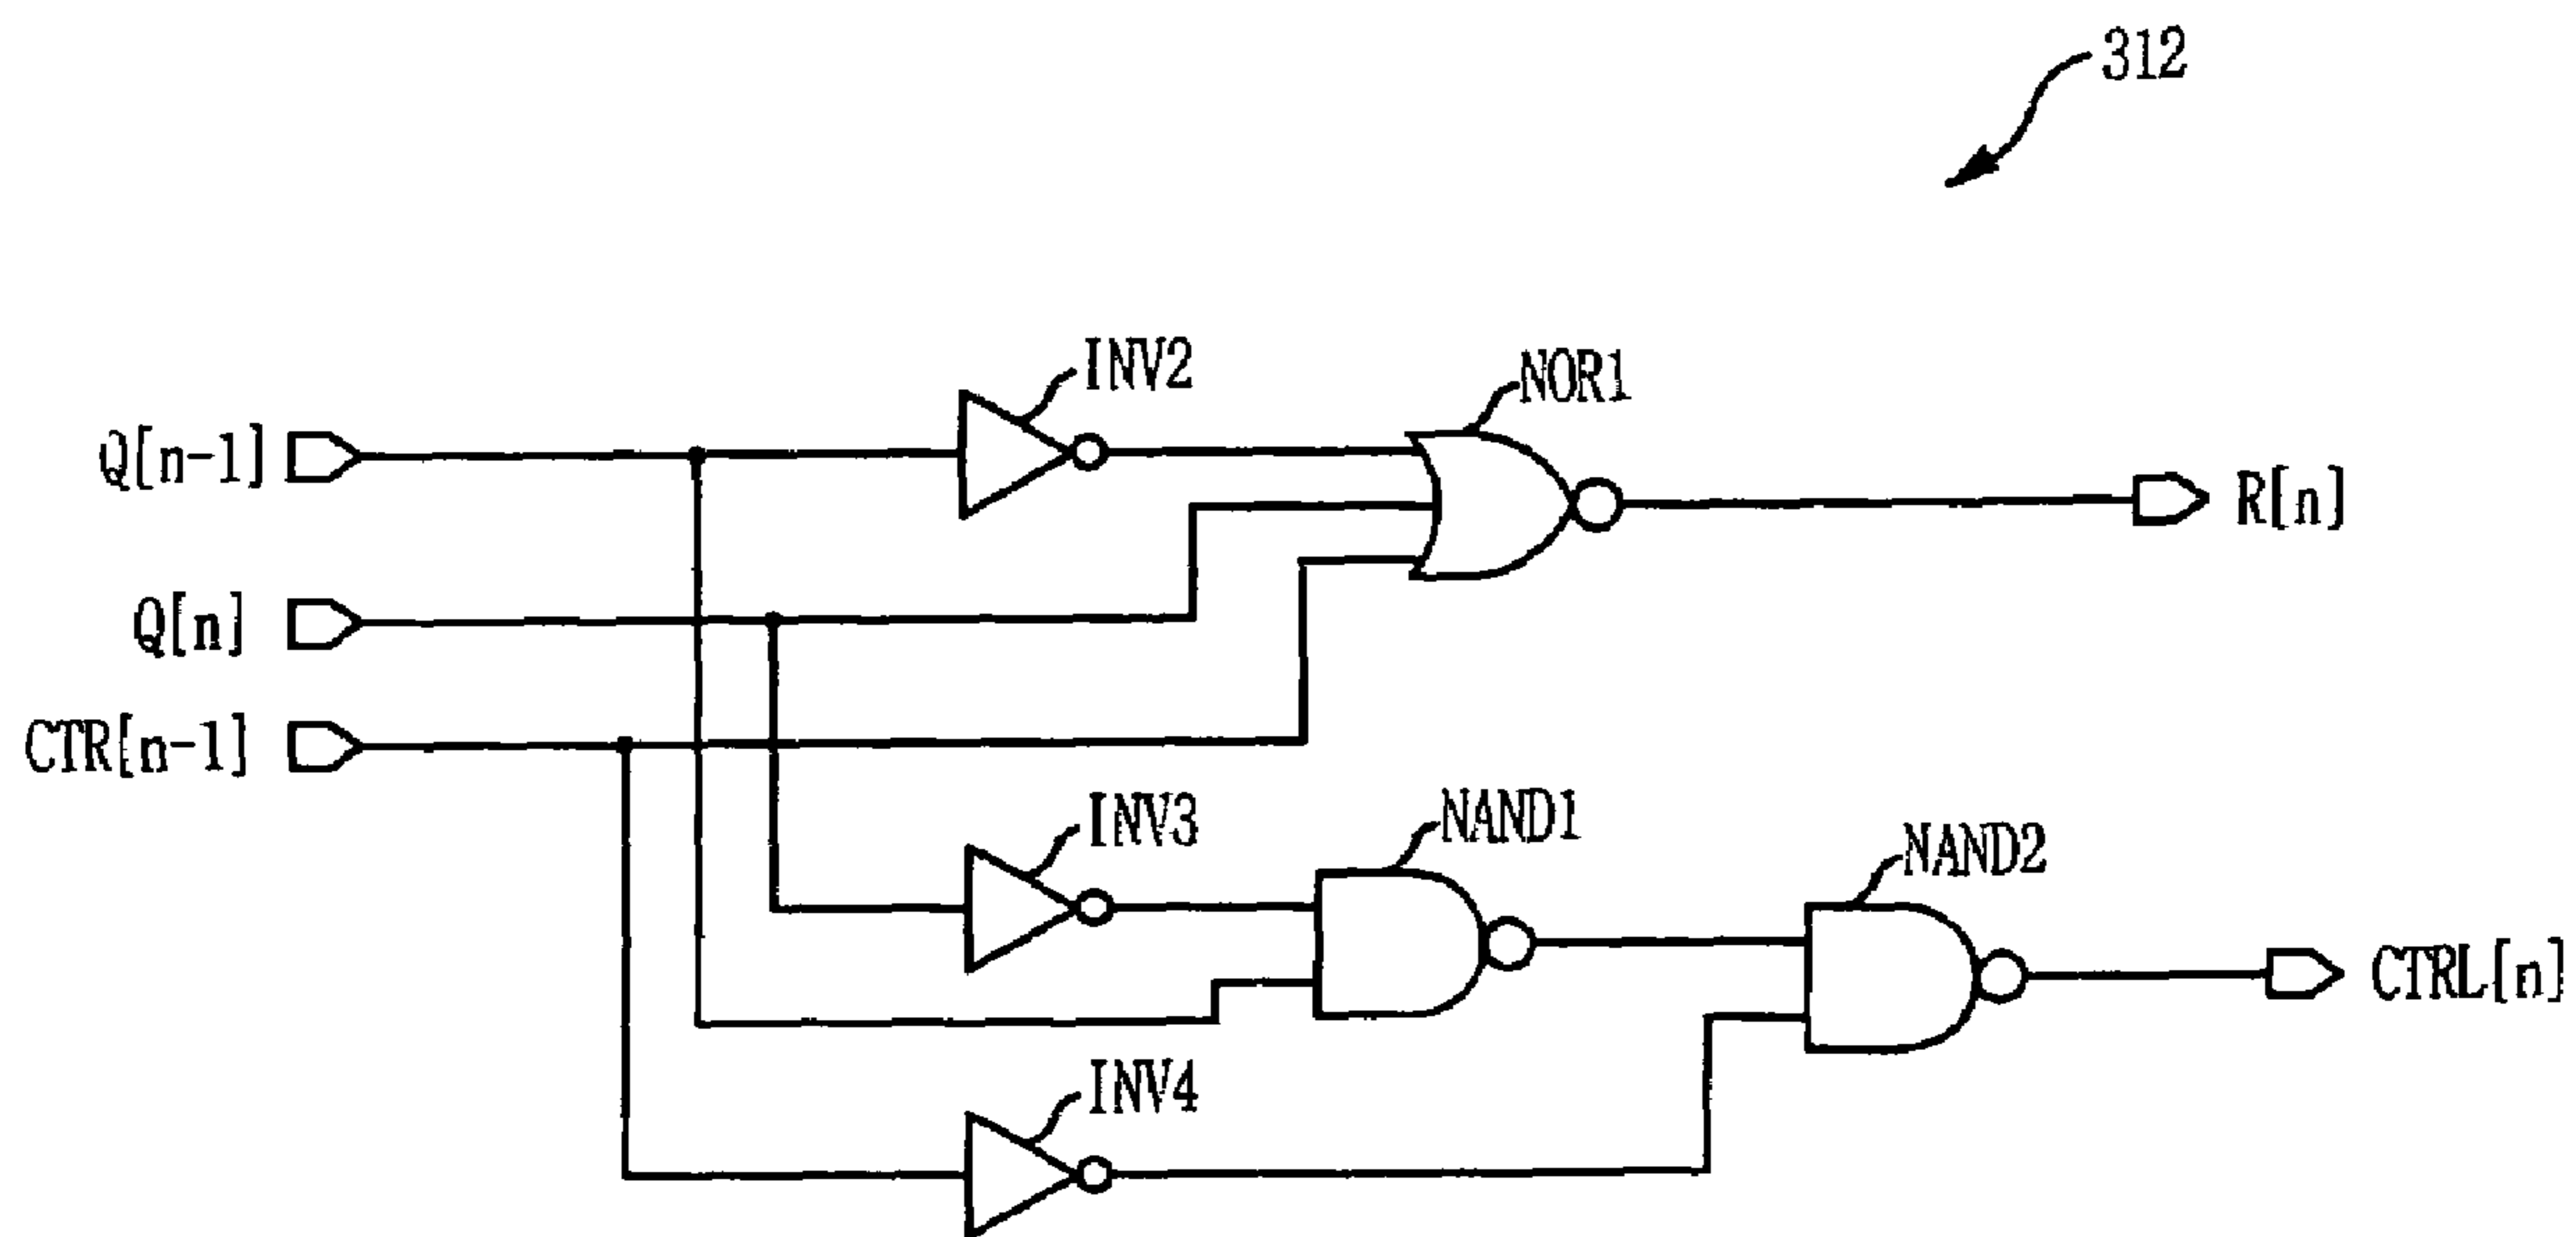 312
INV2
NOR1
Q[n-1]
R[n]
Q[n]
CTR[n-1]
INV3
NAND1
NAND2
CTRL[n]
INV4